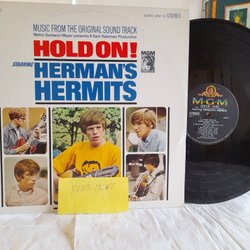 STEREO
MUSIC FROM THE ORIGINAL SOUND TRACK
Metro-Goldwyn-Mayer presents A Sam Katzman Production
HOLD ON!
MGM
STARRING HERMAN'S
HERMITS
NEAR MINT
M-G-M